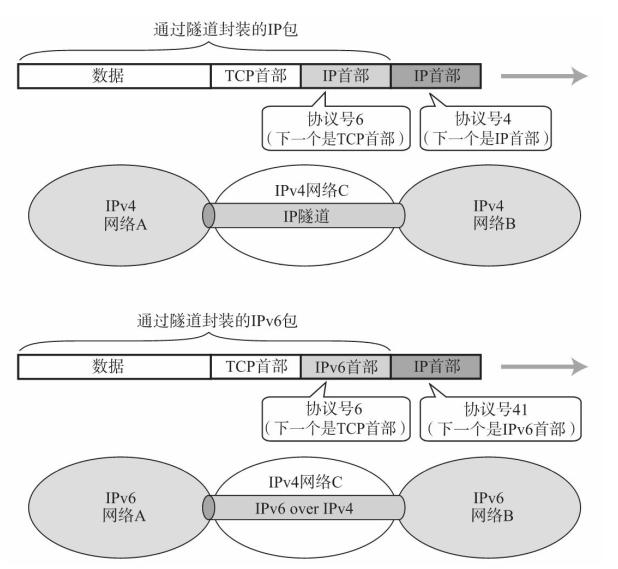 通过隧道封装的IP包
数据 TCP首部 IP首部 IP首部
协议号6
（下一个是TCP首部）
协议号4
（下一个是IP首部）
IPv4网络C
IPv4
网络A
IP隧道
IPv4
网络B
通过隧道封装的IPv6包
数据 TCP首部 IPv6首部 IP首部
协议号6
（下一个是TCP首部）
协议号41
（下一个是IPv6首部）
IPv4网络C
IPv6
网络A
IPv6 over IPv4
IPv6
网络B